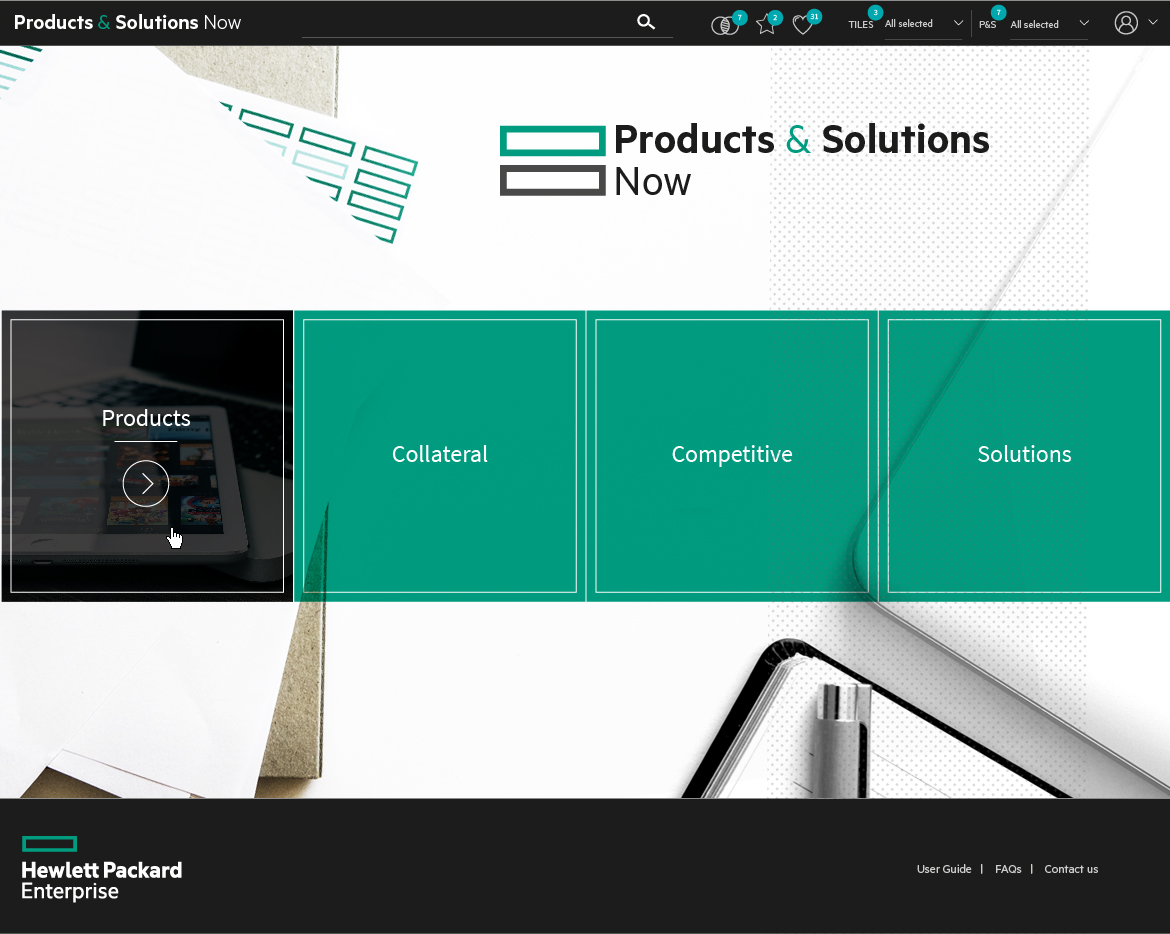 Products & Solutions Now
7
2
31
TILES
3
All selected
P&S
7
All selected
Products & Solutions
Now
Products
Collateral
Competitive
Solutions
Hewlett Packard
Enterprise
User Guide | FAQs | Contact us